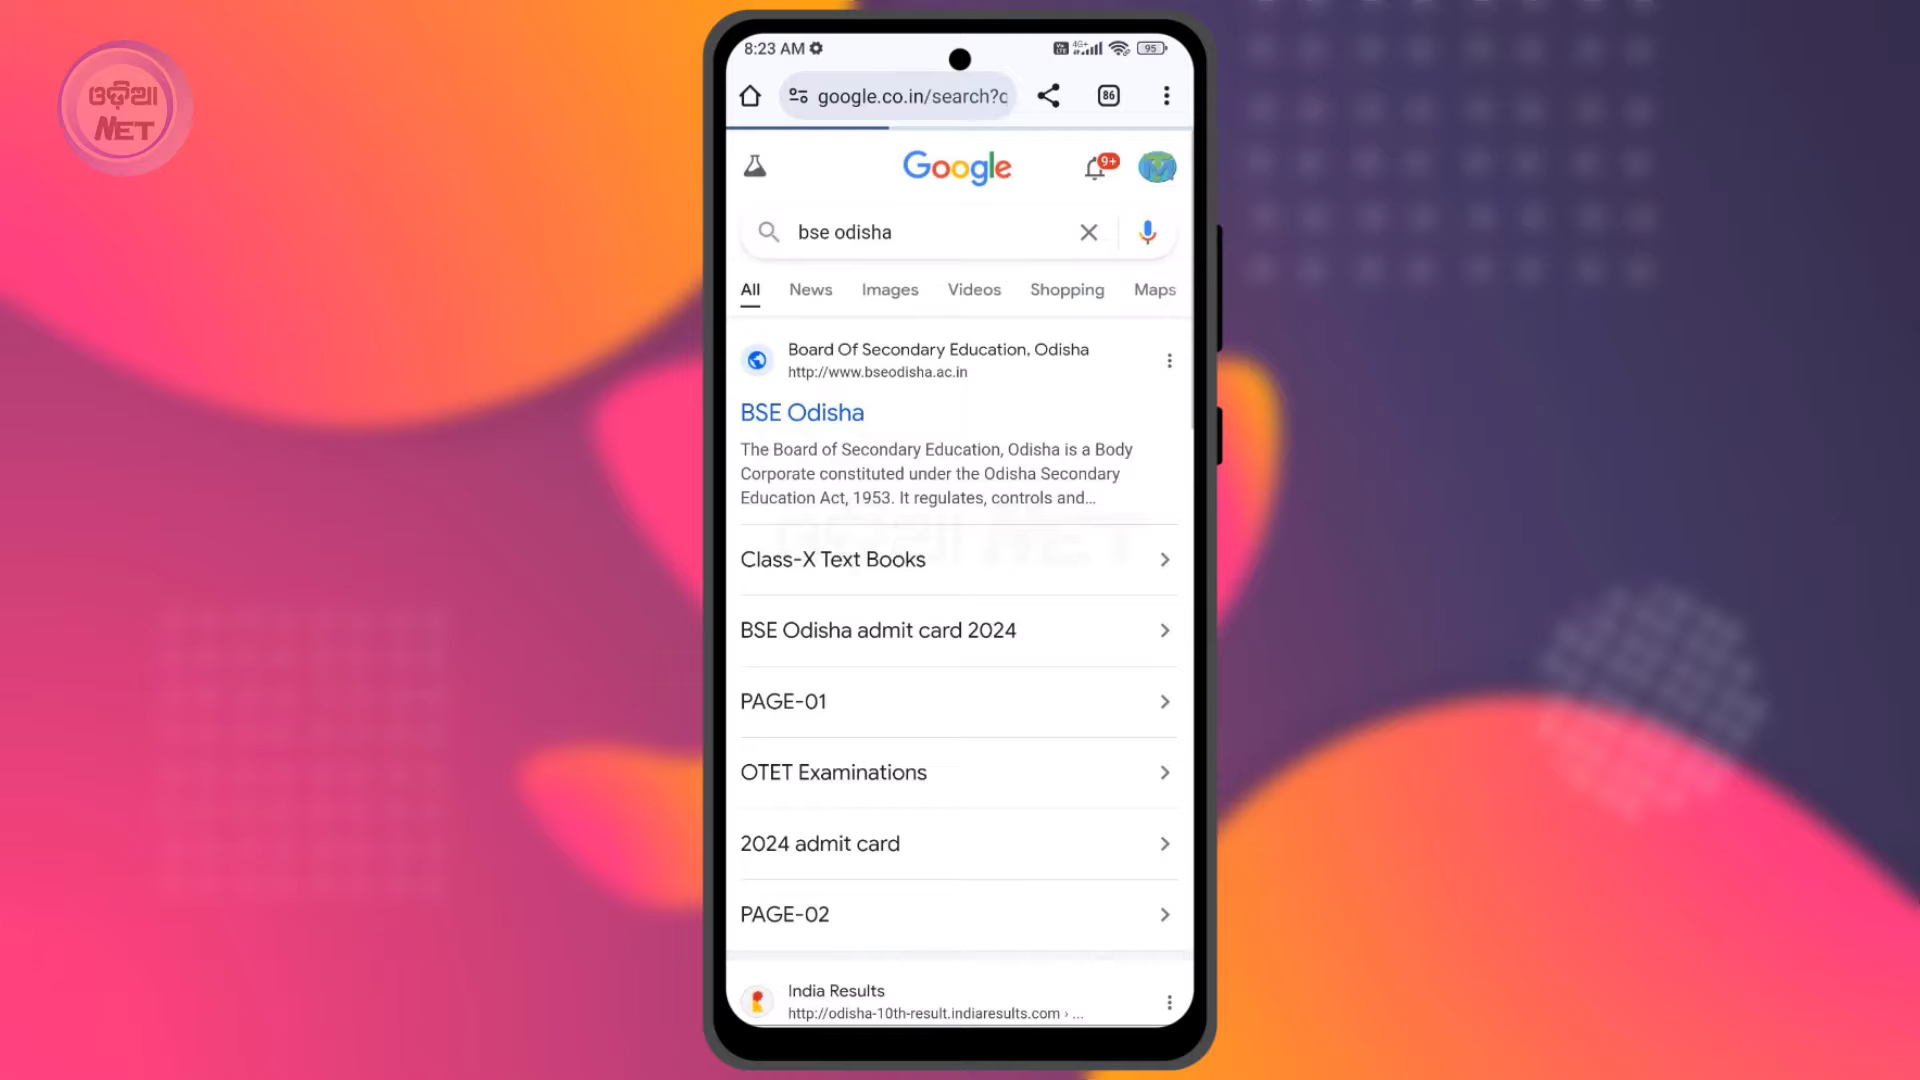 ଓଡ଼ିଆ
NET
8:23 AM
4G+
95
google.co.in/search?c
86
Google
9+
bse odisha
All News Images Videos Shopping Maps
Board Of Secondary Education, Odisha
http://www.bseodisha.ac.in
BSE Odisha
The Board of Secondary Education, Odisha is a Body
Corporate constituted under the Odisha Secondary
Education Act, 1953. It regulates, controls and...
ଓଡ଼ିଆ NET
Class-X Text Books
BSE Odisha admit card 2024
PAGE-01
OTET Examinations
2024 admit card
PAGE-02
India Results
http://odisha-10th-result.indiaresults.com › ...